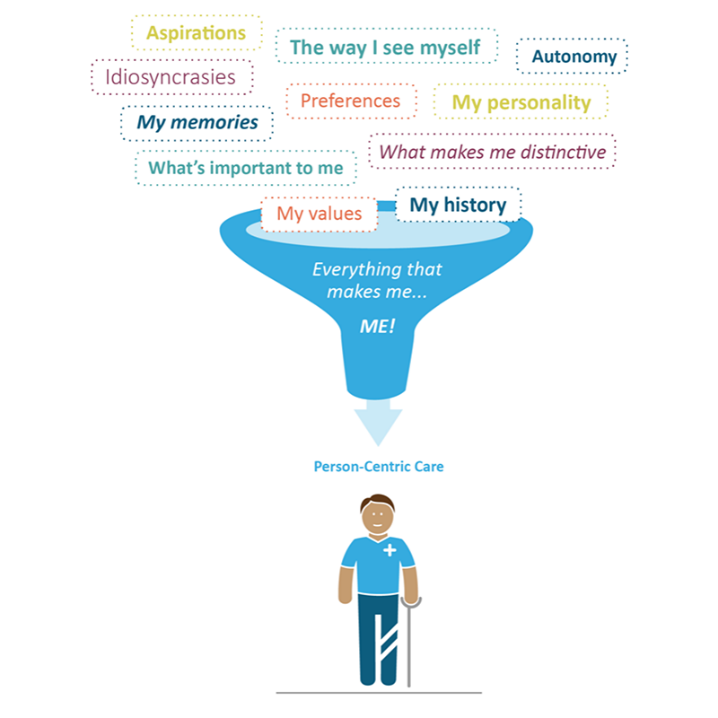 Aspirations
The way I see myself
Autonomy
Idiosyncrasies
Preferences
My personality
My memories
What makes me distinctive
What's important to me
My history
My values
Everything that
makes me...
ME!
Person-Centric Care